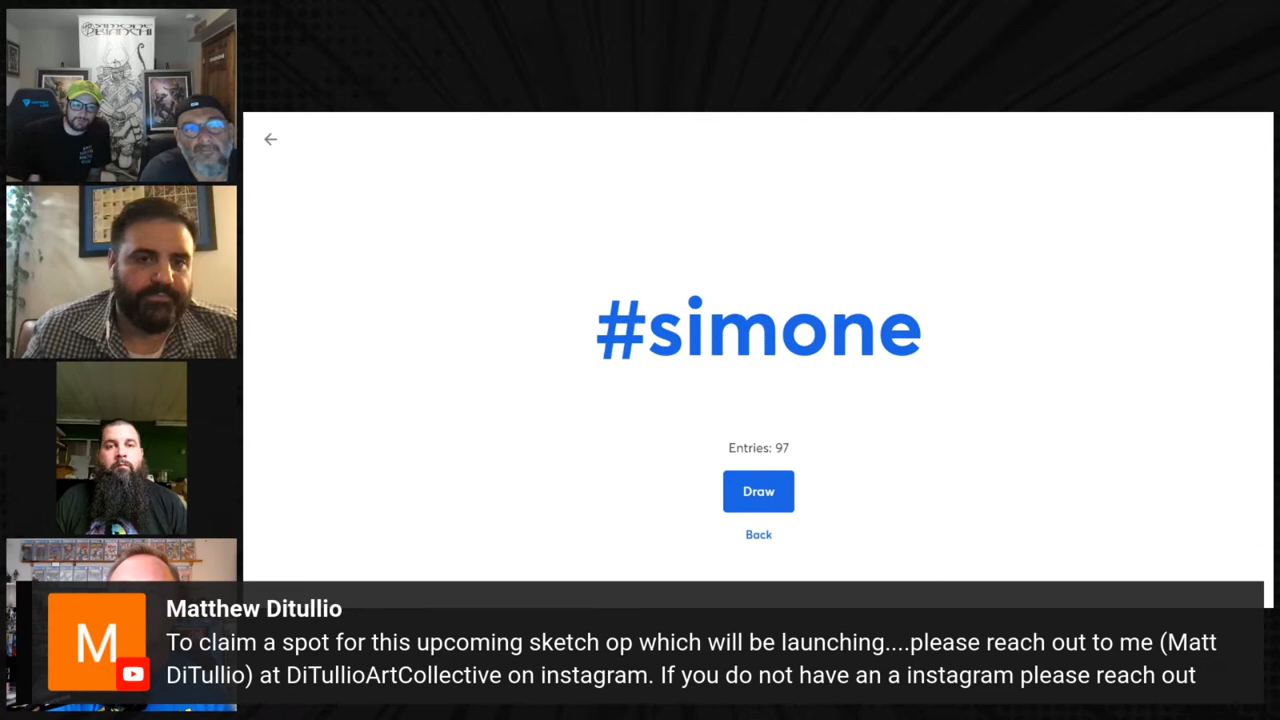 SIMONE
BIANCHI
#simone
Entries: 97
Draw
Back
M
Matthew Ditullio
To claim a spot for this upcoming sketch op which will be launching....please reach out to me (Matt
DiTullio) at DiTullioArtCollective on instagram. If you do not have an a instagram please reach out